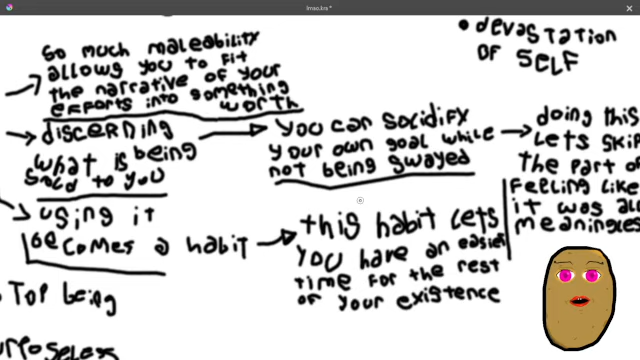 lmao.kra *
So much maleability
allows you to fit
the narrative of your
efforts into something
worth
discerning
what is being
sold to you
using it
becomes a habit
top being
you can solidify
your own goal while
not being swayed
this habit lets
you have an easier
time for the rest
of your existence
devastation
of self
doing this
lets skip
the part of
feeling like
it was all